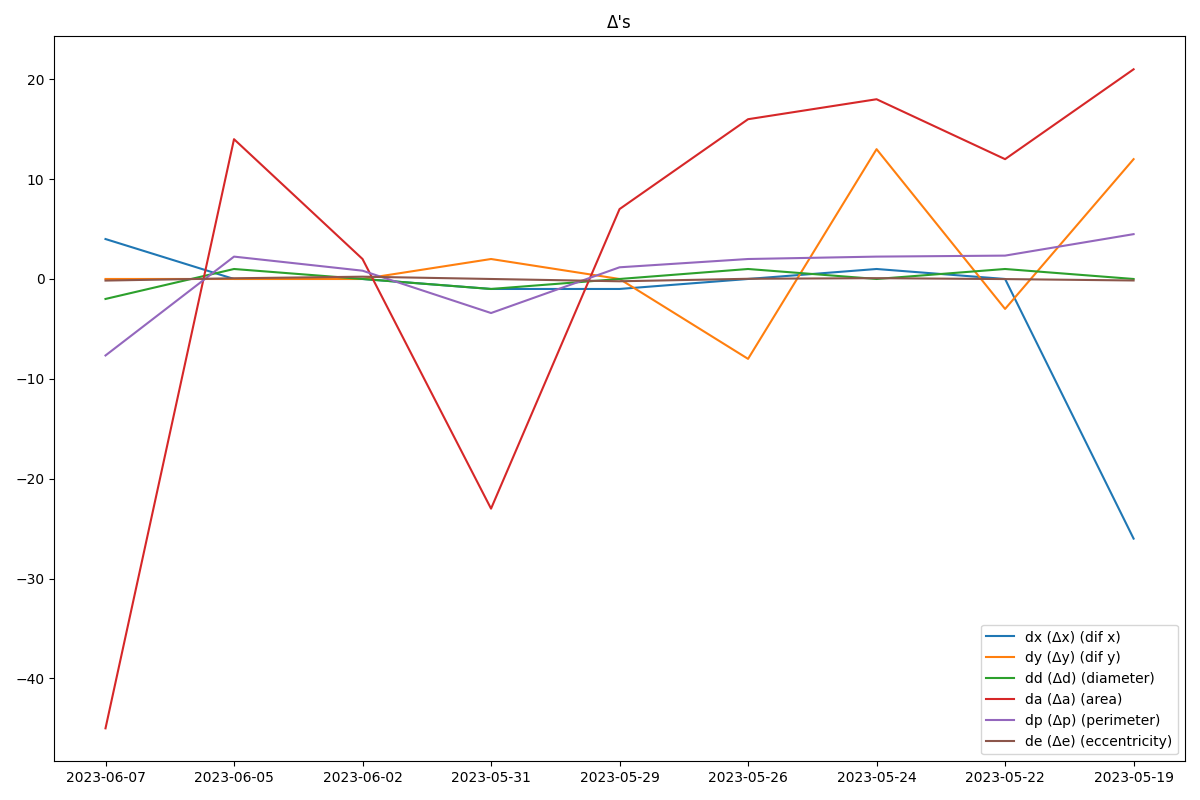 Δ's
20
10
0
−10
−20
−30
−40
2023-06-07 2023-06-05 2023-06-02 2023-05-31 2023-05-29 2023-05-26 2023-05-24 2023-05-22 2023-05-19
dx (Δx) (dif x)
dy (Δy) (dif y)
dd (Δd) (diameter)
da (Δa) (area)
dp (Δp) (perimeter)
de (Δe) (eccentricity)